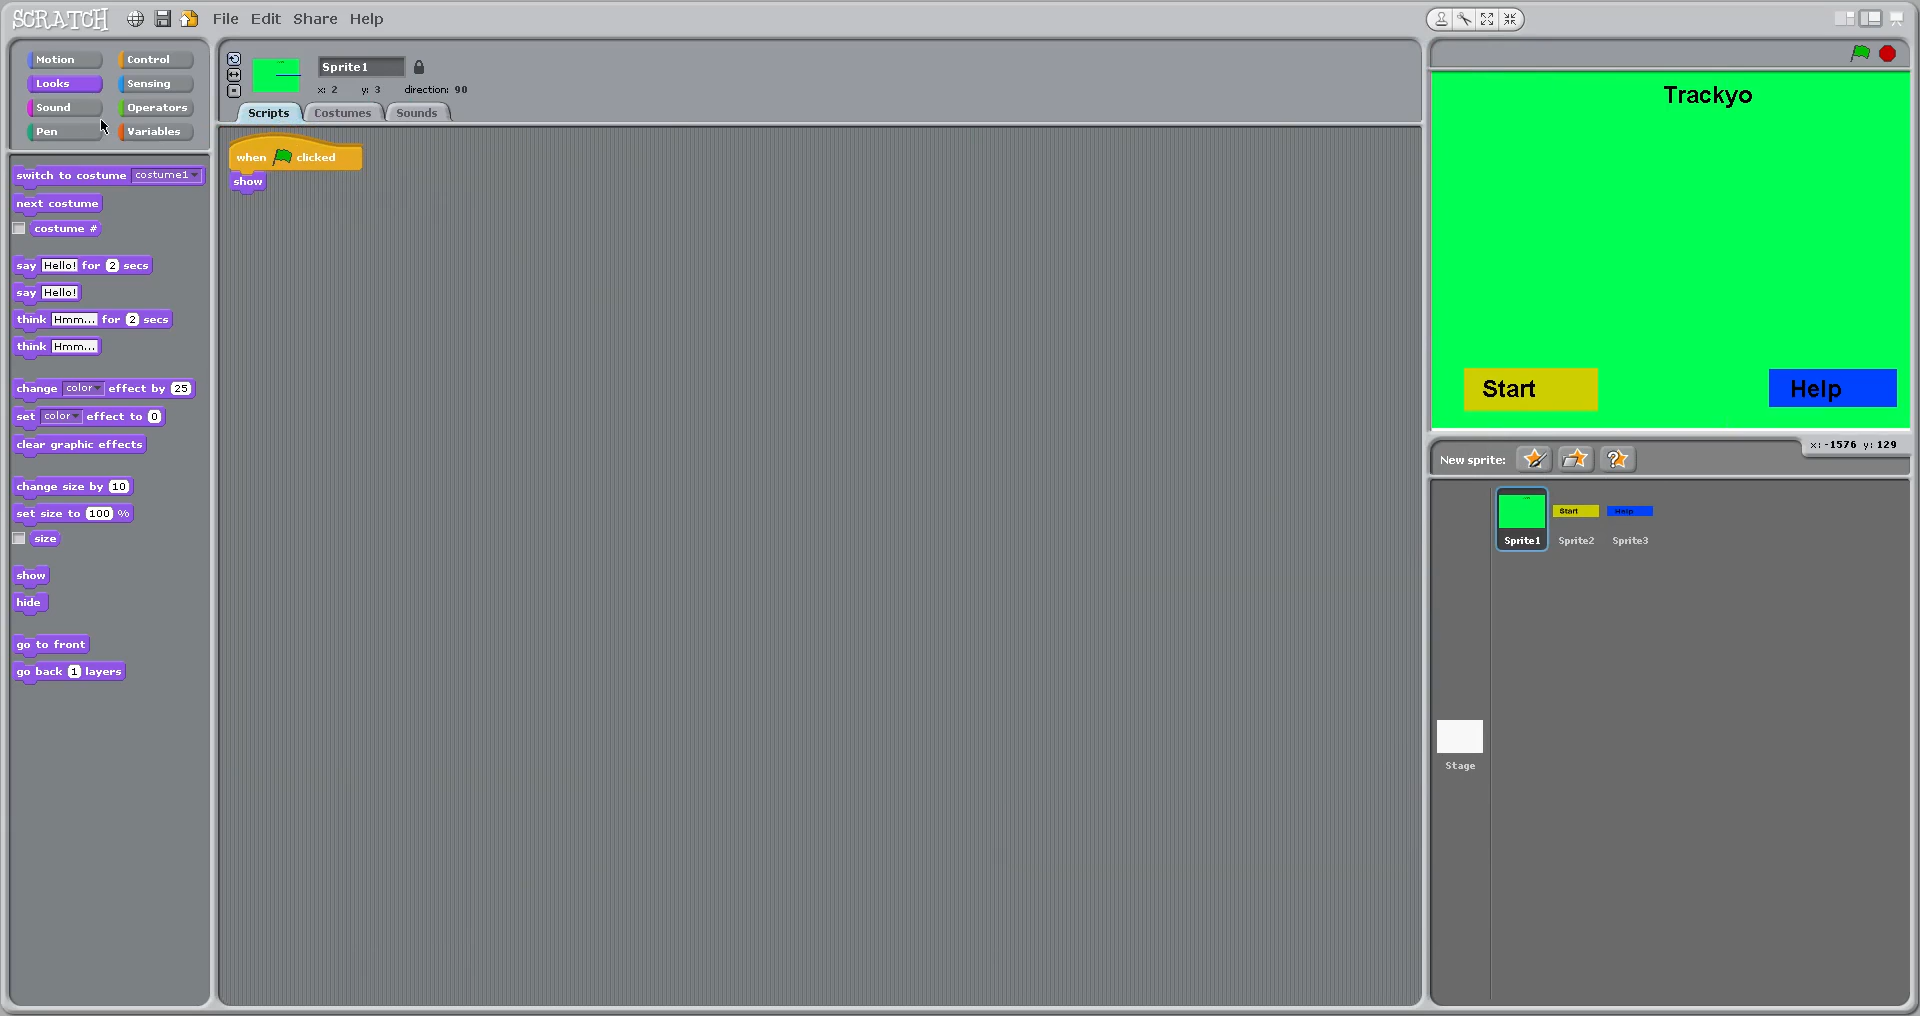 SCRATCH File Edit Share Help
Motion Control
Looks Sensing
Sound Operators
Pen Variables
switch to costume costume1
next costume
costume #
say Hello! for 2 secs
say Hello!
think Hmm... for 2 secs
think Hmm...
change color effect by 25
set color effect to 0
clear graphic effects
change size by 10
set size to 100 %
size
show
hide
go to front
go back 1 layers
Sprite1
x: 2 y: 3 direction: 90
Scripts Costumes Sounds
when clicked
show
Trackyo
Start Help
x: -1576 y: 129
New sprite:
Start Help
Sprite1 Sprite2 Sprite3
Stage